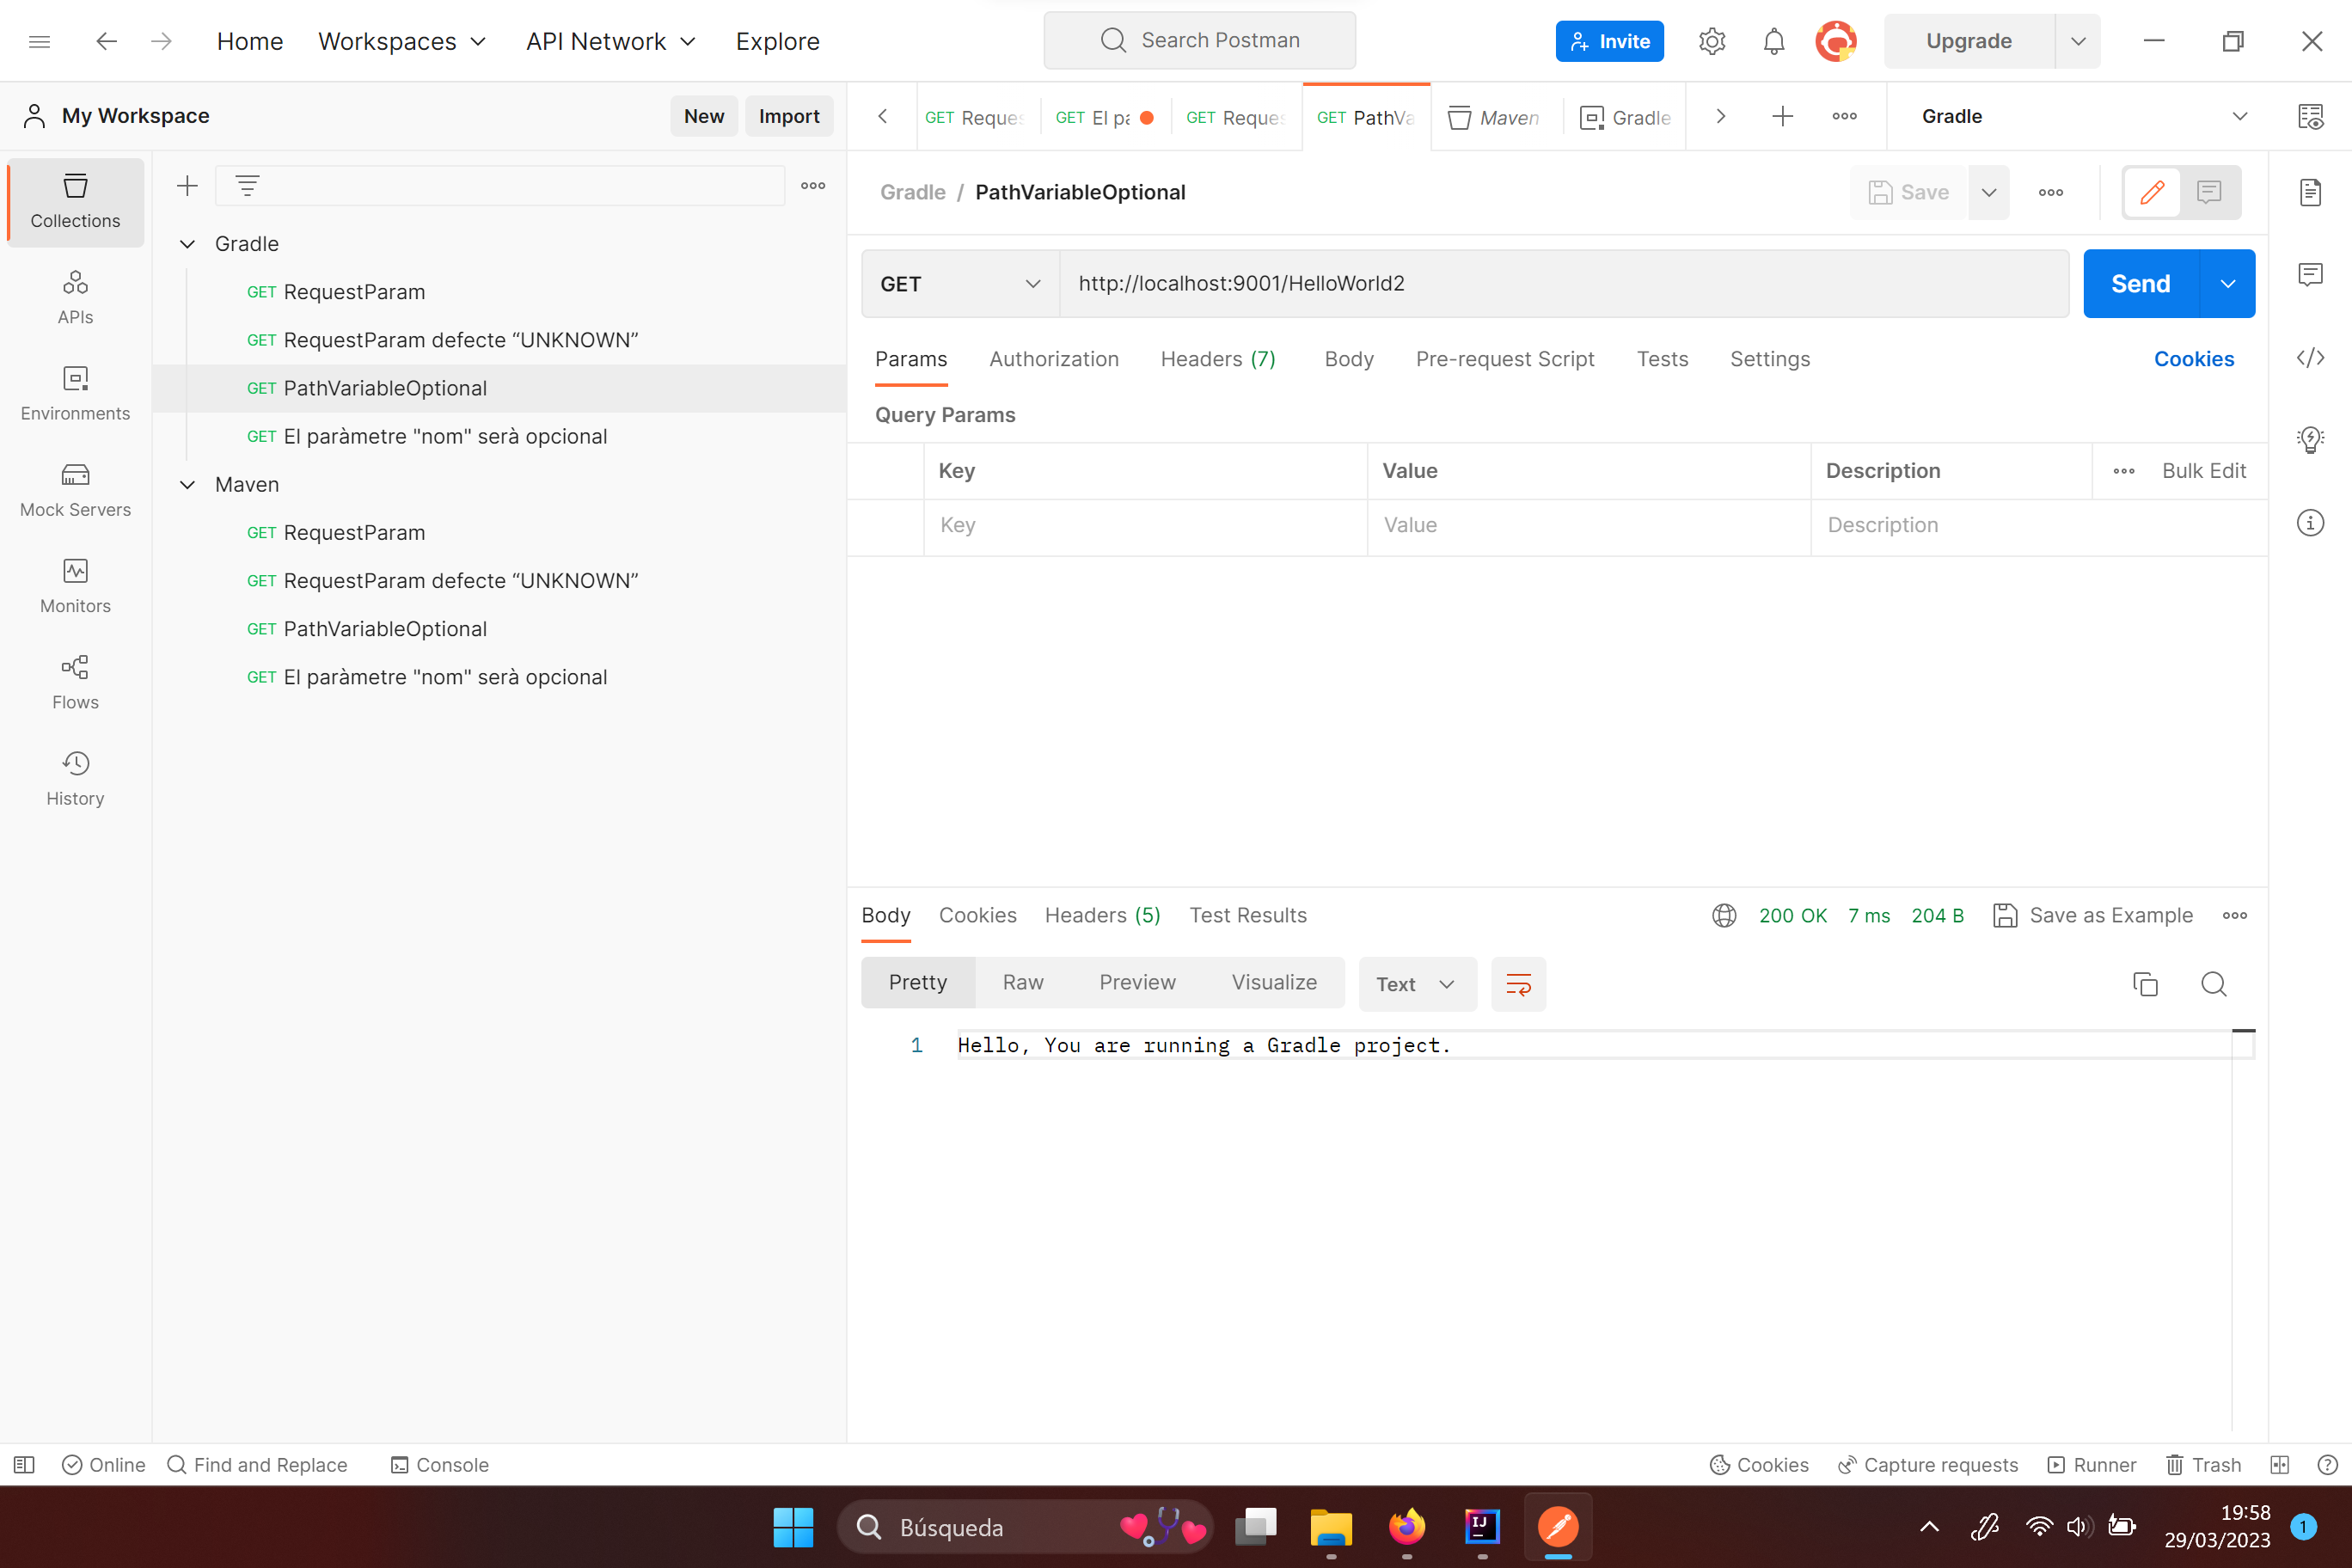 Home Workspaces API Network Explore Search Postman Invite Upgrade
My Workspace New Import GET Reques GET El pa GET Reques GET PathVa Maven Gradle Gradle
Collections
APIs
Environments
Mock Servers
Monitors
Flows
History
Gradle
GET RequestParam
GET RequestParam defecte “UNKNOWN”
GET PathVariableOptional
GET El paràmetre "nom" serà opcional
Maven
GET RequestParam
GET RequestParam defecte “UNKNOWN”
GET PathVariableOptional
GET El paràmetre "nom" serà opcional
Gradle / PathVariableOptional Save
GET http://localhost:9001/HelloWorld2 Send
Params Authorization Headers (7) Body Pre-request Script Tests Settings Cookies
Query Params
Key Value Description Bulk Edit
Key Value Description
Body Cookies Headers (5) Test Results 200 OK 7 ms 204 B Save as Example
Pretty Raw Preview Visualize Text
1 Hello, You are running a Gradle project.
Online Find and Replace Console Cookies Capture requests Runner Trash
Búsqueda IJ 19:58
29/03/2023 1